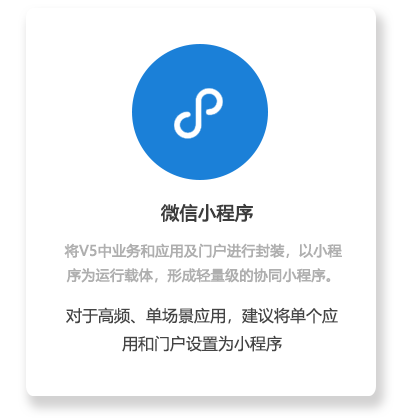 微信小程序
将V5中业务和应用及门户进行封装，以小程
序为运行载体，形成轻量级的协同小程序。
对于高频、单场景应用，建议将单个应
用和门户设置为小程序